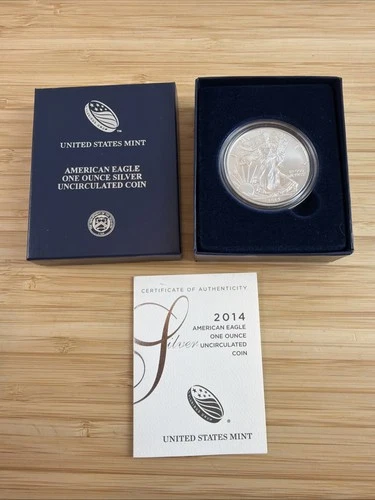 UNITED STATES MINT
AMERICAN EAGLE
ONE OUNCE SILVER
UNCIRCULATED COIN
CERTIFICATE OF AUTHENTICITY
2014
AMERICAN EAGLE
ONE OUNCE
Silver UNCIRCULATED
COIN
UNITED STATES MINT